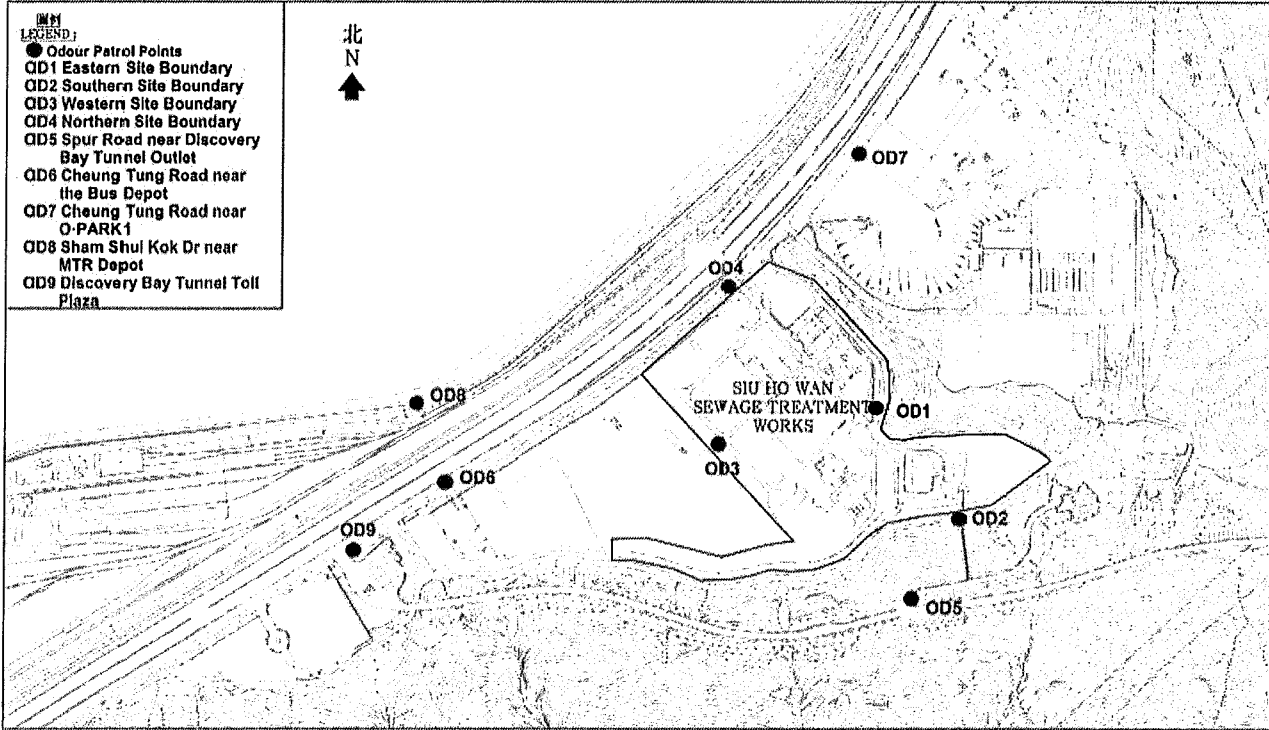 圖例
LEGEND:
Odour Patrol Points
OD1 Eastern Site Boundary
OD2 Southern Site Boundary
OD3 Western Site Boundary
OD4 Northern Site Boundary
OD5 Spur Road near Discovery
Bay Tunnel Outlet
OD6 Cheung Tung Road near
the Bus Depot
OD7 Cheung Tung Road near
O·PARK1
OD8 Sham Shui Kok Dr near
MTR Depot
OD9 Discovery Bay Tunnel Toll
Plaza
北
N
OD7
OD4
OD8
SIU HO WAN
SEWAGE TREATMENT
WORKS
OD1
OD3
OD6
OD2
OD9
OD5